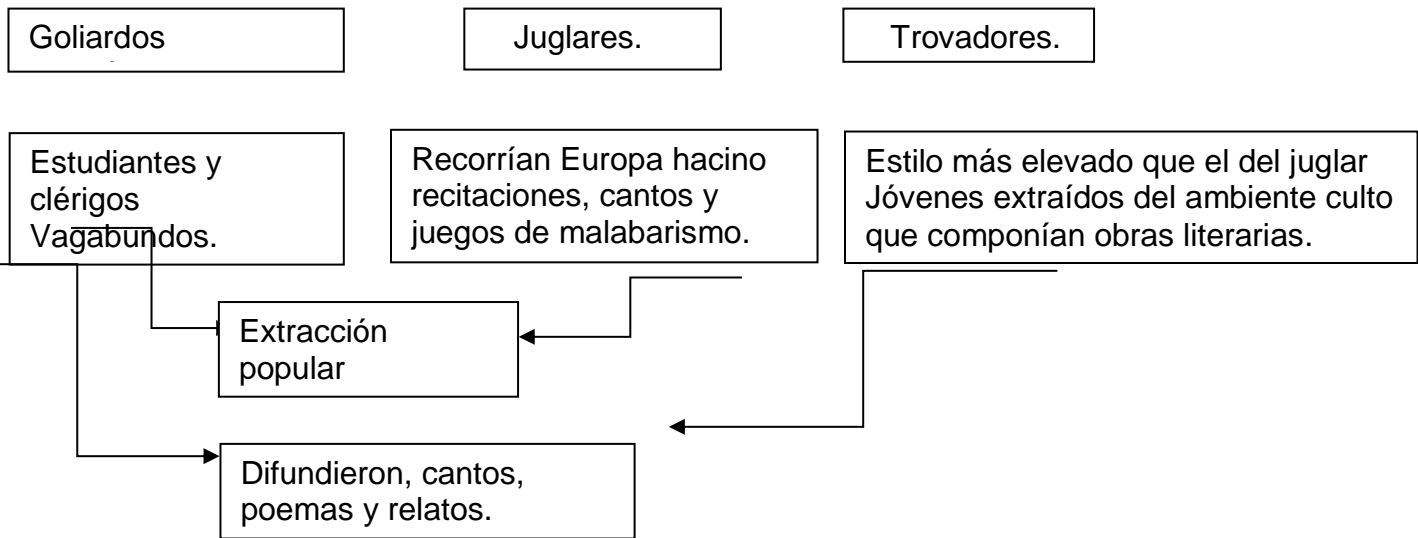 Goliardos
Juglares.
Trovadores.
Estudiantes y
clérigos
Vagabundos.
Recorrían Europa hacino
recitaciones, cantos y
juegos de malabarismo.
Estilo más elevado que el del juglar
Jóvenes extraídos del ambiente culto
que componían obras literarias.
Extracción
popular
Difundieron, cantos,
poemas y relatos.